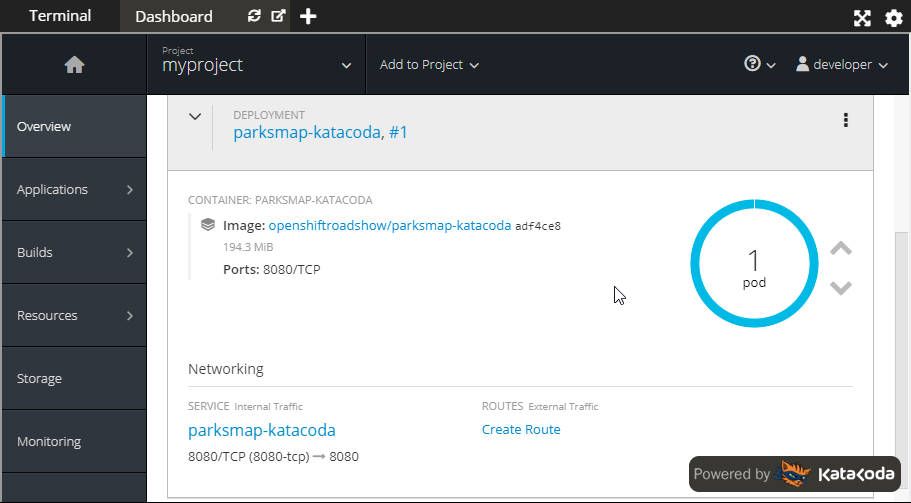 Terminal
Dashboard
Project
myproject
Add to Project
developer
Overview
Applications
Builds
Resources
Storage
Monitoring
DEPLOYMENT
parksmap-katacoda, #1
CONTAINER: PARKSMAP-KATACODA
Image: openshiftroadshow/parksmap-katacoda adf4ce8
194.3 MiB
Ports: 8080/TCP
1
pod
Networking
SERVICE Internal Traffic
parksmap-katacoda
8080/TCP (8080-tcp) → 8080
ROUTES External Traffic
Create Route
Powered by KATACODA